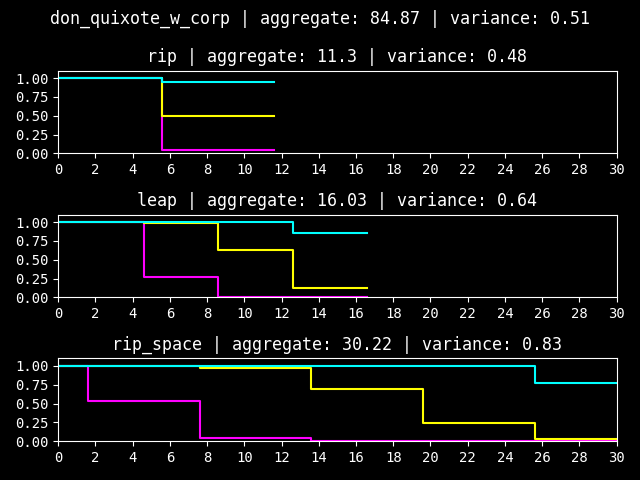 don_quixote_w_corp | aggregate: 84.87 | variance: 0.51
rip | aggregate: 11.3 | variance: 0.48
1.00
0.75
0.50
0.25
0.00
0 2 4 6 8 10 12 14 16 18 20 22 24 26 28 30
leap | aggregate: 16.03 | variance: 0.64
1.00
0.75
0.50
0.25
0.00
0 2 4 6 8 10 12 14 16 18 20 22 24 26 28 30
rip_space | aggregate: 30.22 | variance: 0.83
1.00
0.75
0.50
0.25
0.00
0 2 4 6 8 10 12 14 16 18 20 22 24 26 28 30